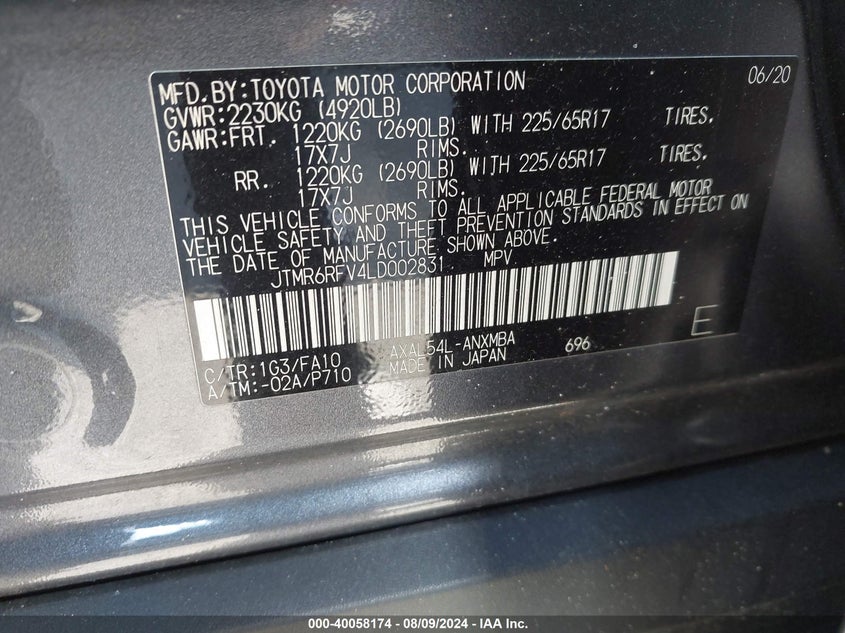 06/20
MFD.BY:TOYOTA MOTOR CORPORATION
GVWR:2230KG (4920LB)
GAWR:FRT. 1220KG (2690LB) WITH 225/65R17 TIRES.
17X7J RIMS.
RR. 1220KG (2690LB) WITH 225/65R17 TIRES.
17X7J RIMS.
THIS VEHICLE CONFORMS TO ALL APPLICABLE FEDERAL MOTOR
VEHICLE SAFETY AND THEFT PREVENTION STANDARDS IN EFFECT ON
THE DATE OF MANUFACTURE SHOWN ABOVE.
JTMR6RFV4LD002831 MPV
C/TR:1G3/FA10 AXAL54L-ANXMBA 696 E
A/TM:-02A/P710 MADE IN JAPAN
000-40058174 - 08/09/2024 - IAA Inc.